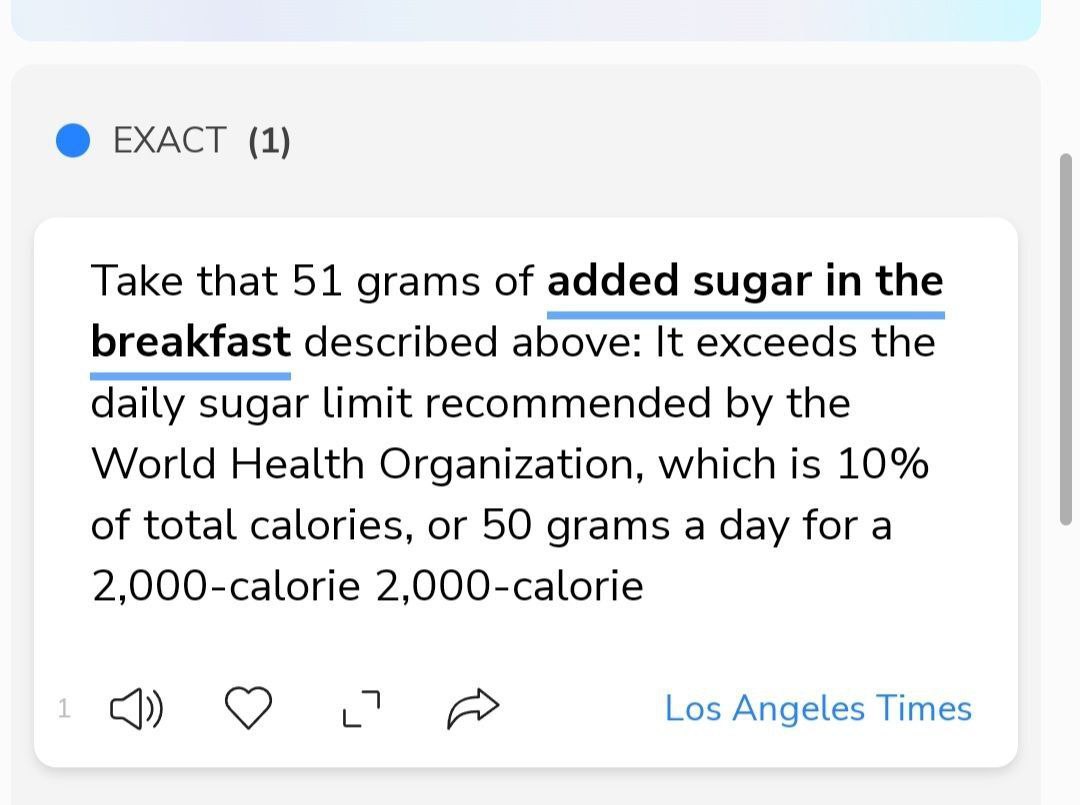 EXACT (1)
Take that 51 grams of added sugar in the
breakfast described above: It exceeds the
daily sugar limit recommended by the
World Health Organization, which is 10%
of total calories, or 50 grams a day for a
2,000-calorie 2,000-calorie
1
Los Angeles Times